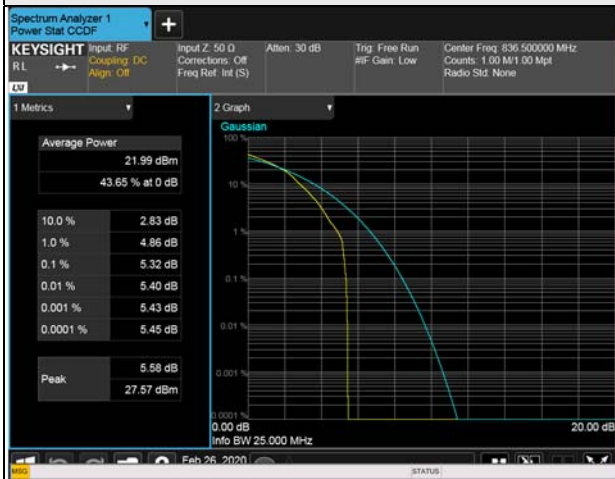 Spectrum Analyzer 1
Power Stat CCDF
KEYSIGHT
RL
LXI
Input: RF
Coupling: DC
Align: Off
Input Z: 50 Ω
Corrections: Off
Freq Ref: Int (S)
Atten: 30 dB
Trig: Free Run
#IF Gain: Low
Center Freq: 836.500000 MHz
Counts: 1.00 M/1.00 Mpt
Radio Std: None
1 Metrics
Average Power
21.99 dBm
43.65 % at 0 dB
10.0 % 2.83 dB
1.0 % 4.86 dB
0.1 % 5.32 dB
0.01 % 5.40 dB
0.001 % 5.43 dB
0.0001 % 5.45 dB
Peak
5.58 dB
27.57 dBm
2 Graph
Gaussian
100 %
10 %
1 %
0.1 %
0.01 %
0.001 %
0.0001 %
0.00 dB
20.00 dB
Info BW 25.000 MHz
Feb 26, 2020
MSG
STATUS